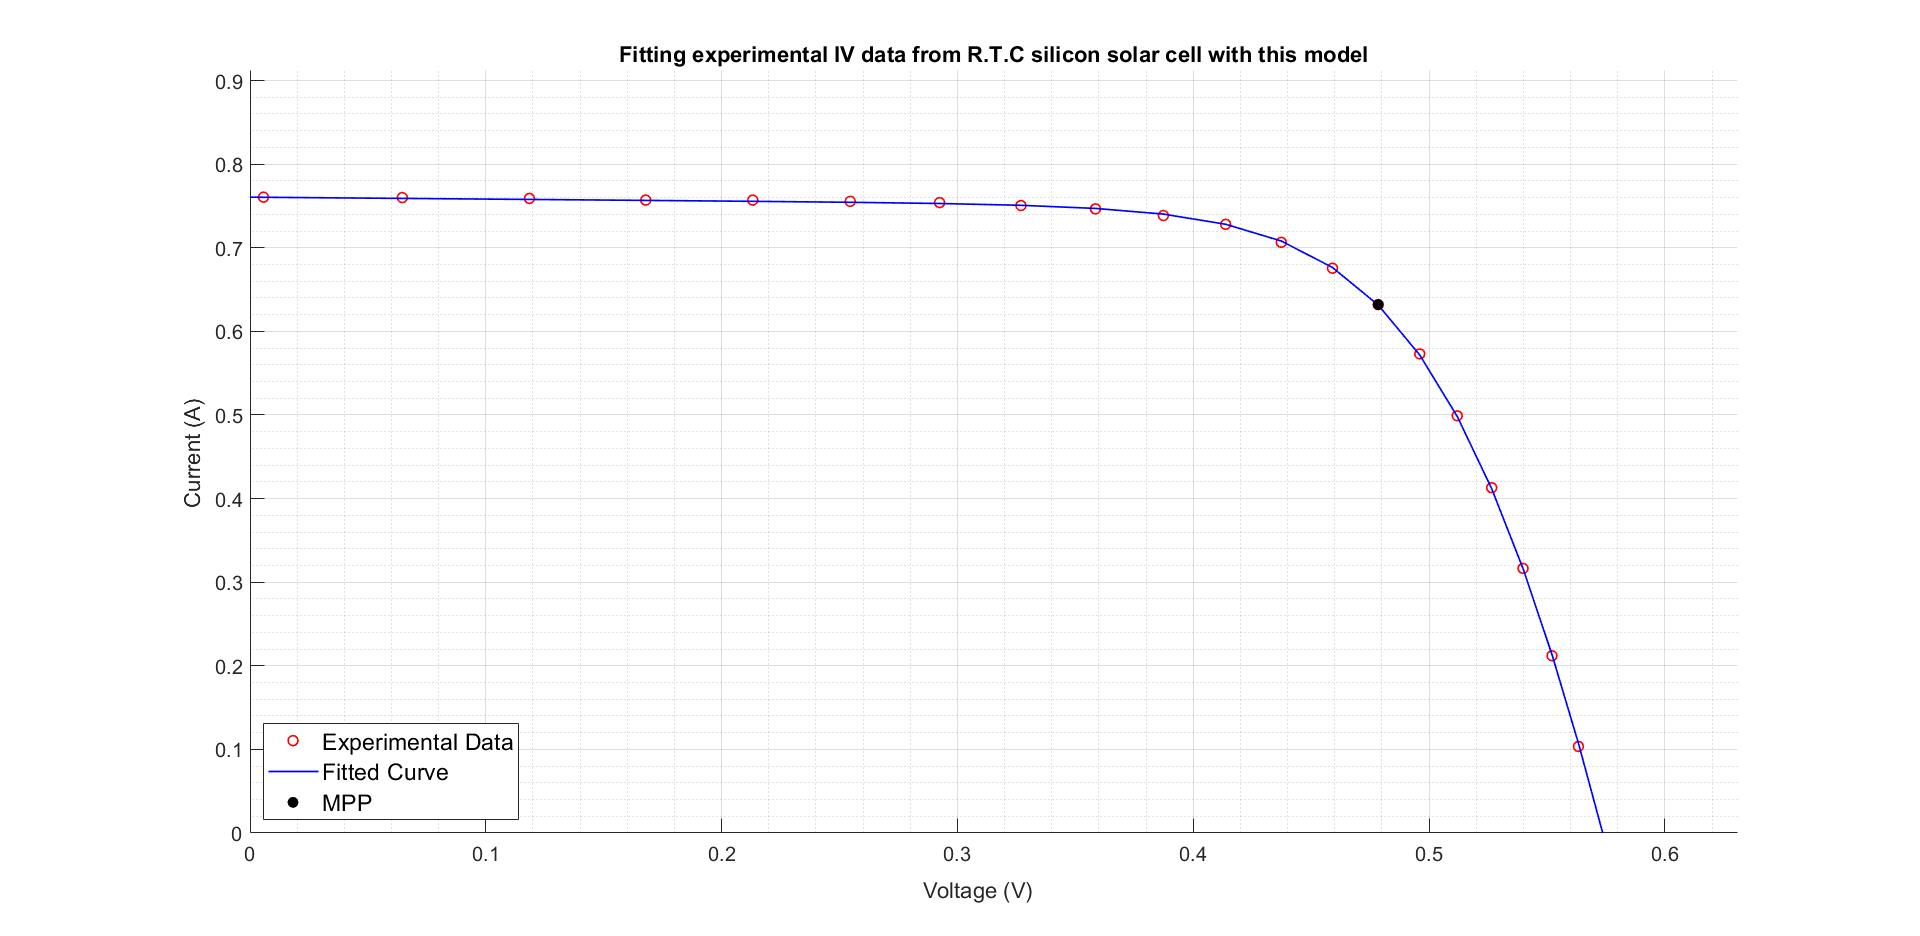 Fitting experimental IV data from R.T.C silicon solar cell with this model
0.9
0.8
0.7
0.6
0.5
0.4
0.3
0.2
0.1
0
Current (A)
Experimental Data
Fitted Curve
MPP
0 0.1 0.2 0.3 0.4 0.5 0.6
Voltage (V)